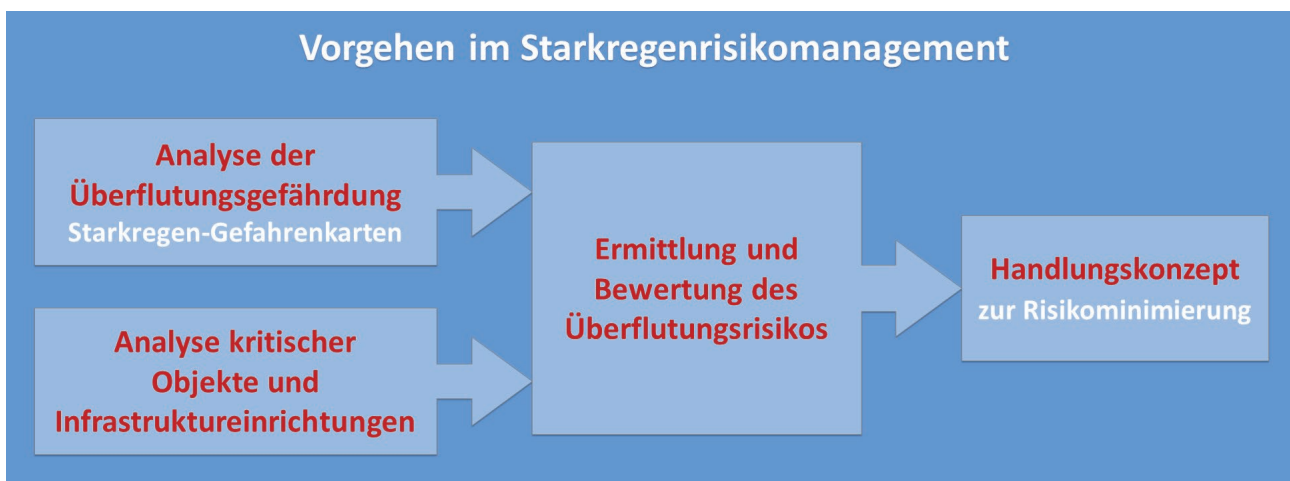 Vorgehen im Starkregenrisikomanagement
Analyse der
Überflutungsgefährdung
Starkregen-Gefahrenkarten
Analyse kritischer
Objekte und
Infrastruktureinrichtungen
Ermittlung und
Bewertung des
Überflutungsrisikos
Handlungskonzept
zur Risikominimierung